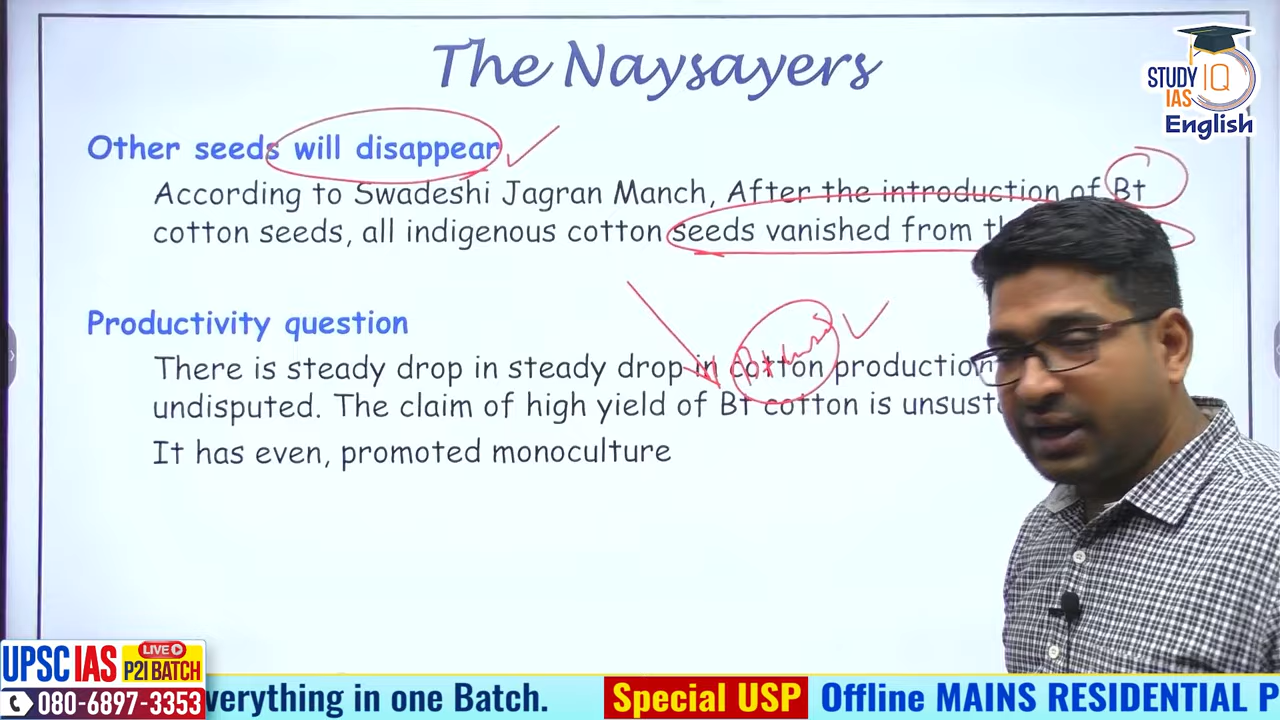 The Naysayers
STUDY IQ
IAS
English
Other seeds will disappear
According to Swadeshi Jagran Manch, After the introduction of Bt
cotton seeds, all indigenous cotton seeds vanished from
Productivity question
There is steady drop in steady drop in cotton production
undisputed. The claim of high yield of Bt cotton is
It has even, promoted monoculture
UPSC IAS LIVE P2I BATCH
080-6897-3353
verything in one Batch. Special USP Offline MAINS RESIDENTIAL P